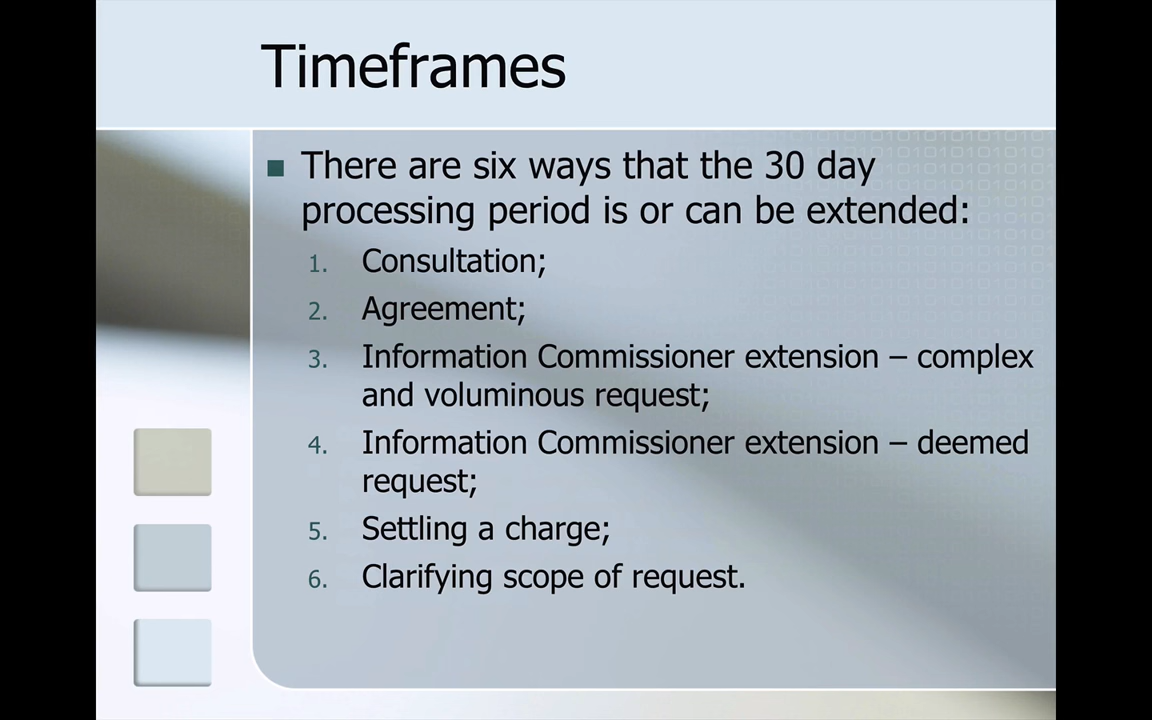 Timeframes
There are six ways that the 30 day
processing period is or can be extended:
1. Consultation;
2. Agreement;
3. Information Commissioner extension – complex
and voluminous request;
4. Information Commissioner extension – deemed
request;
5. Settling a charge;
6. Clarifying scope of request.